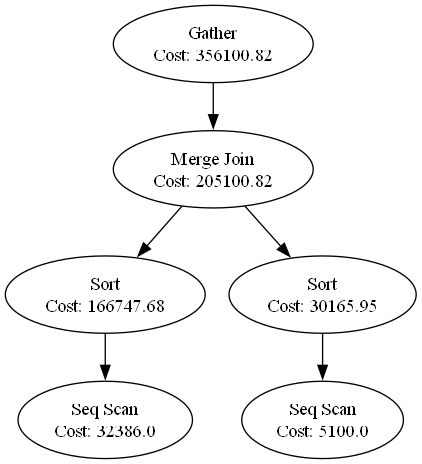 Gather
Cost: 356100.82
Merge Join
Cost: 205100.82
Sort
Cost: 166747.68
Sort
Cost: 30165.95
Seq Scan
Cost: 32386.0
Seq Scan
Cost: 5100.0